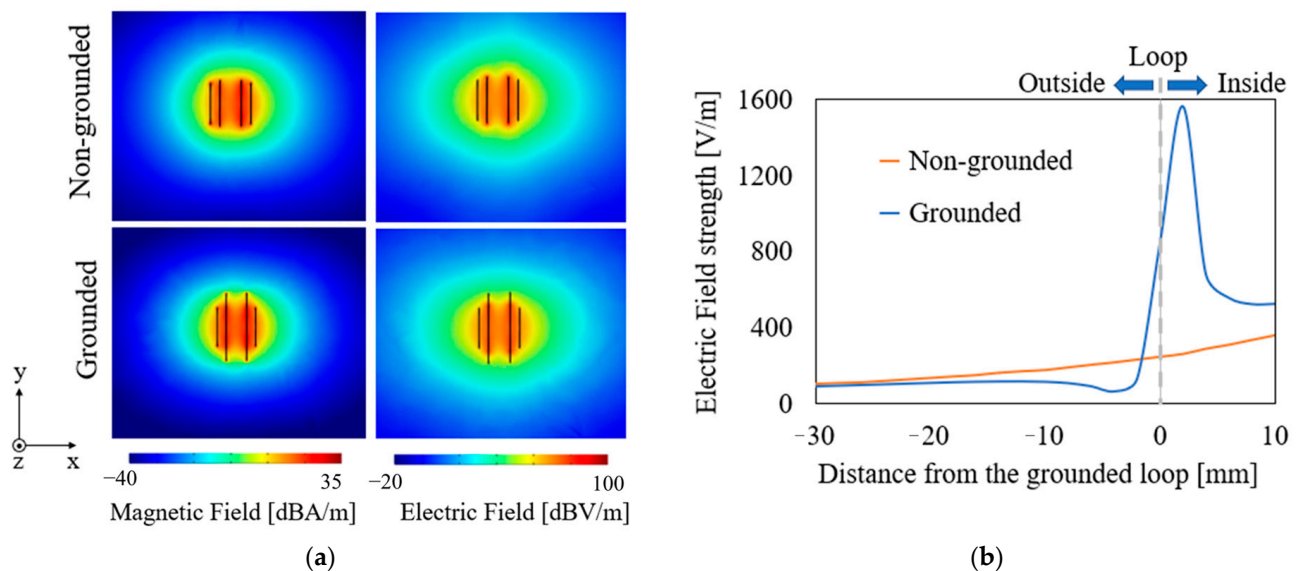 Non-grounded
Grounded
y
z
x
−40
35
−20
100
Magnetic Field [dBA/m]
Electric Field [dBV/m]
(a)
Loop
Outside
Inside
Electric Field strength [V/m]
1600
1200
800
400
0
Non-grounded
Grounded
−30
−20
−10
0
10
Distance from the grounded loop [mm]
(b)